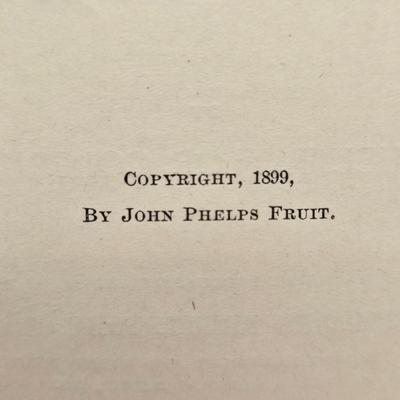 Copyright, 1899,
By John Phelps Fruit.